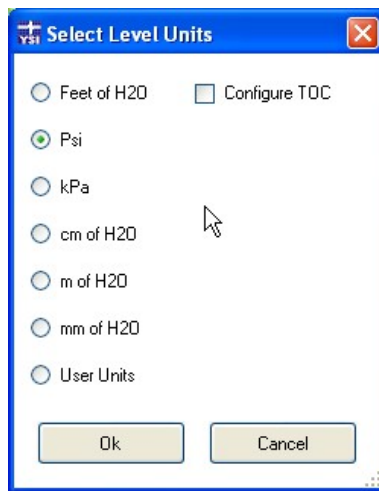 YSI Select Level Units
Feet of H2O Configure TOC
Psi
kPa
cm of H2O
m of H2O
mm of H2O
User Units
Ok Cancel